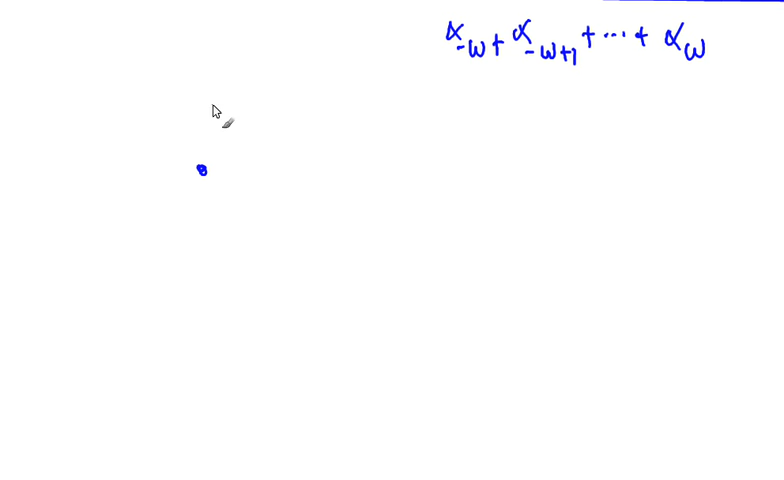 α_{-ω} + α_{-ω+1} + ... + α_ω